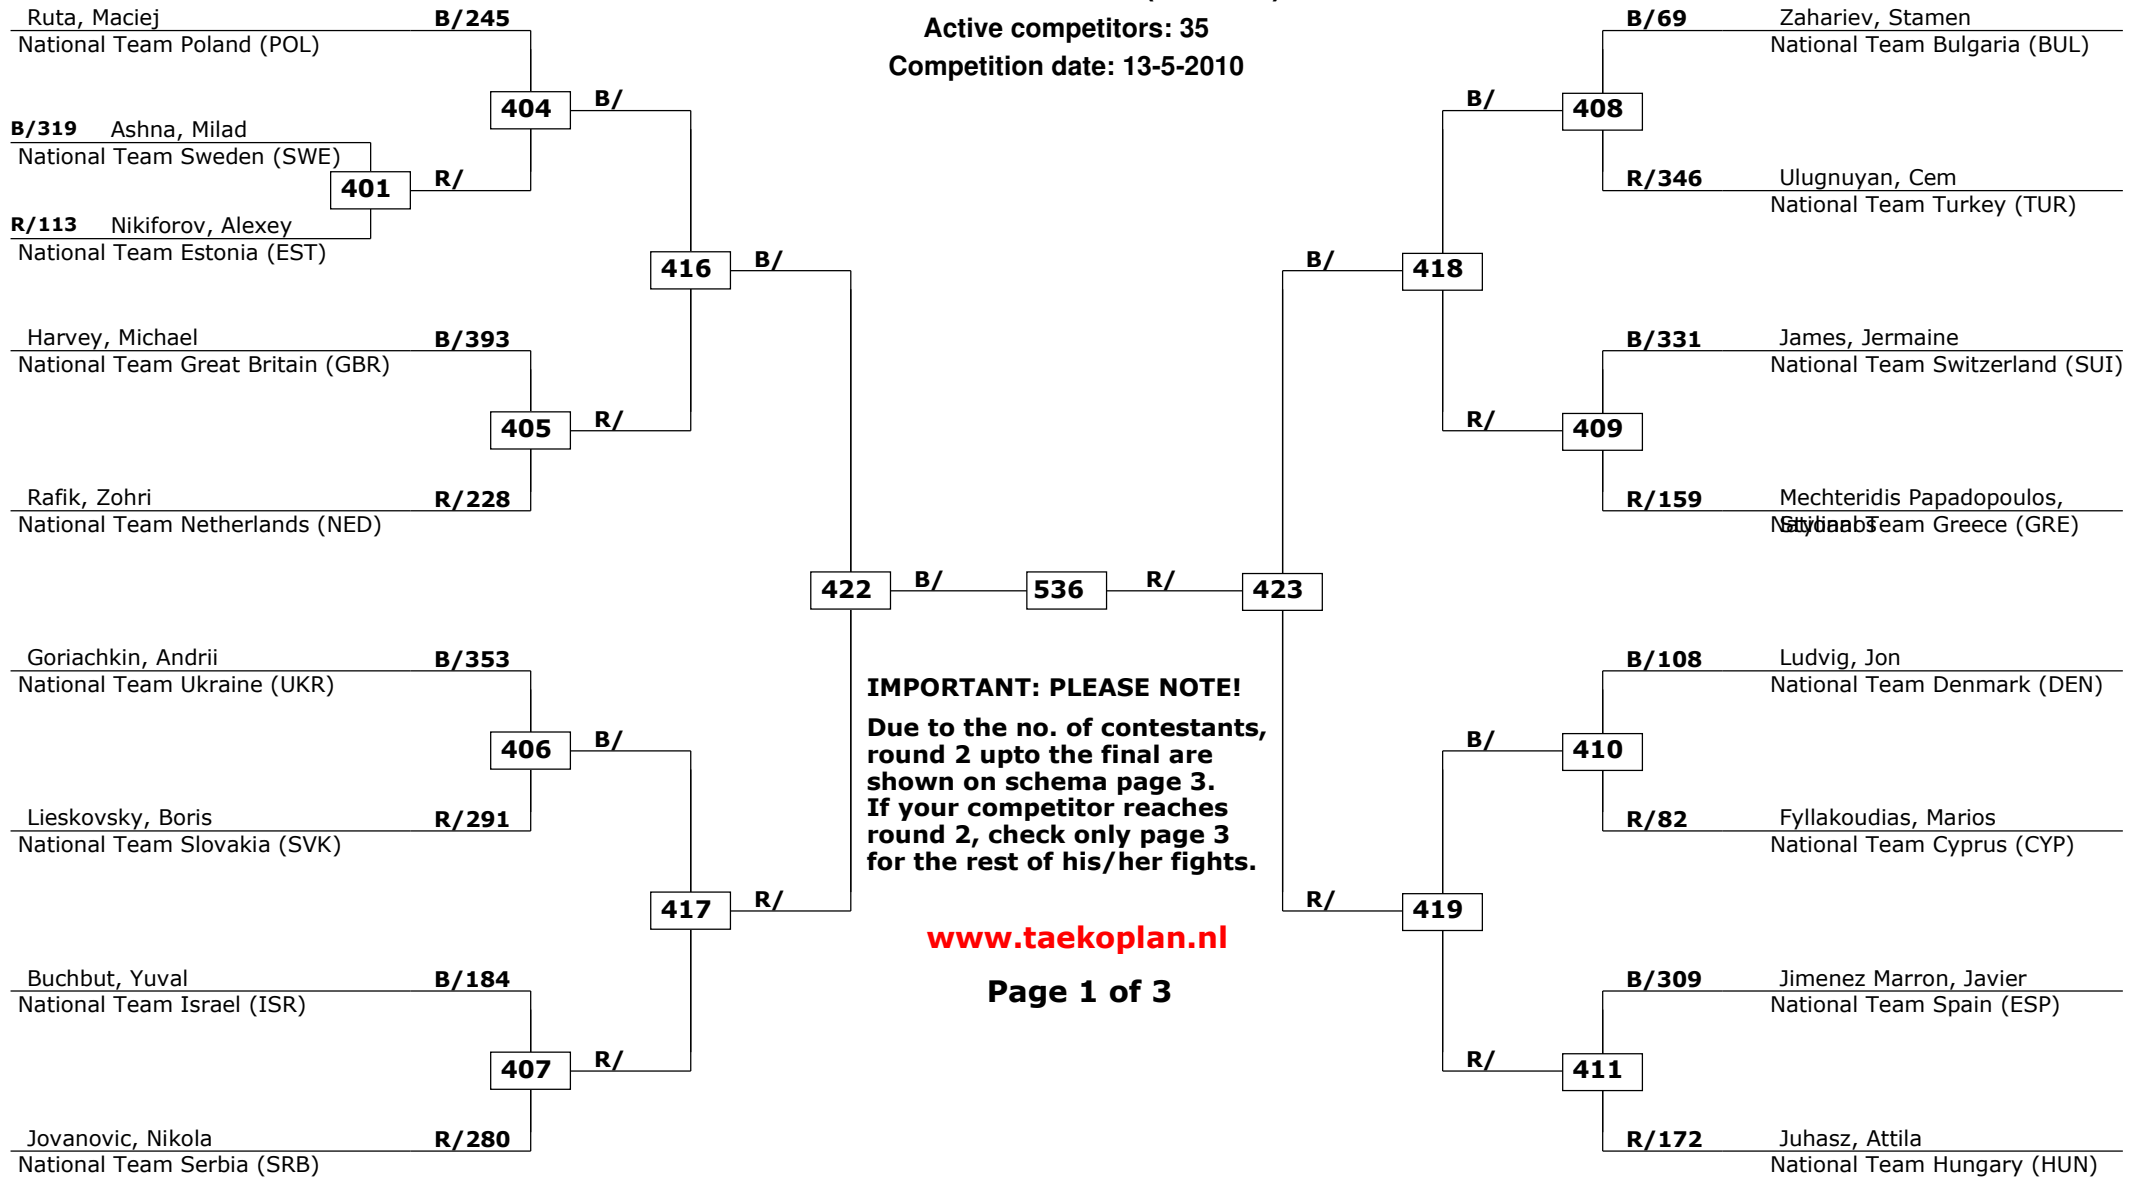 Active competitors: 35
Competition date: 13-5-2010
Ruta, Maciej B/245
National Team Poland (POL)
404 B/
B/319 Ashna, Milad
National Team Sweden (SWE)
401 R/
R/113 Nikiforov, Alexey
National Team Estonia (EST)
416 B/
Harvey, Michael B/393
National Team Great Britain (GBR)
405 R/
Rafik, Zohri R/228
National Team Netherlands (NED)
422 B/
Goriachkin, Andrii B/353
National Team Ukraine (UKR)
406 B/
Lieskovsky, Boris R/291
National Team Slovakia (SVK)
417 R/
Buchbut, Yuval B/184
National Team Israel (ISR)
407 R/
Jovanovic, Nikola R/280
National Team Serbia (SRB)
536
IMPORTANT: PLEASE NOTE!
Due to the no. of contestants,
round 2 upto the final are
shown on schema page 3.
If your competitor reaches
round 2, check only page 3
for the rest of his/her fights.
www.taekoplan.nl
Page 1 of 3
B/69 Zahariev, Stamen
National Team Bulgaria (BUL)
B/ 408
R/346 Ulugnuyan, Cem
National Team Turkey (TUR)
B/ 418
B/331 James, Jermaine
National Team Switzerland (SUI)
R/ 409
R/159 Mechteridis Papadopoulos,
Stylianos
National Team Greece (GRE)
R/ 423
B/108 Ludvig, Jon
National Team Denmark (DEN)
B/ 410
R/82 Fyllakoudias, Marios
National Team Cyprus (CYP)
R/ 419
B/309 Jimenez Marron, Javier
National Team Spain (ESP)
R/ 411
R/172 Juhasz, Attila
National Team Hungary (HUN)